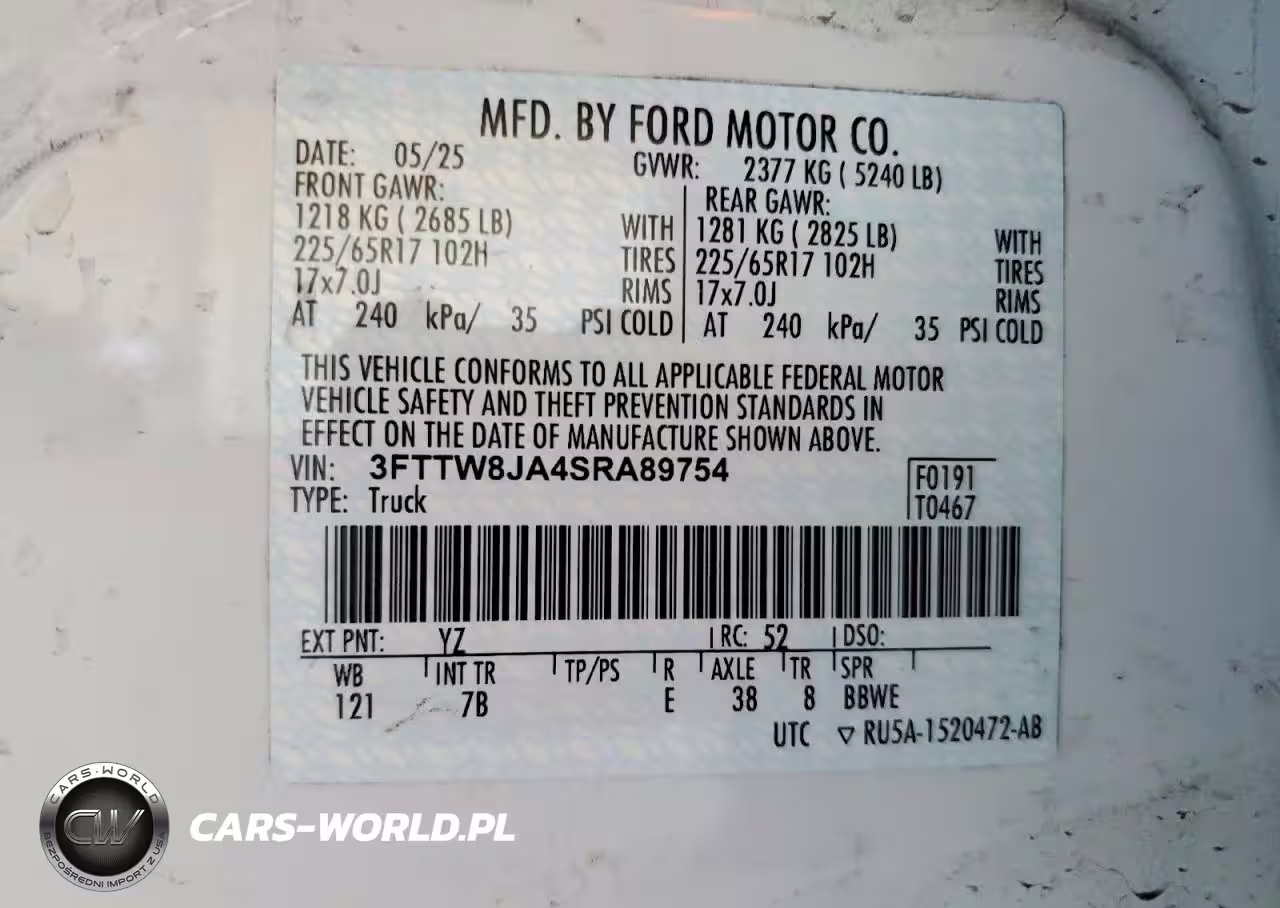 MFD. BY FORD MOTOR CO.
DATE: 05/25 GVWR: 2377 KG ( 5240 LB)
FRONT GAWR: REAR GAWR:
1218 KG ( 2685 LB) WITH 1281 KG ( 2825 LB) WITH
225/65R17 102H TIRES 225/65R17 102H TIRES
17x7.0J RIMS 17x7.0J RIMS
AT 240 kPa/ 35 PSI COLD AT 240 kPa/ 35 PSI COLD
THIS VEHICLE CONFORMS TO ALL APPLICABLE FEDERAL MOTOR
VEHICLE SAFETY AND THEFT PREVENTION STANDARDS IN
EFFECT ON THE DATE OF MANUFACTURE SHOWN ABOVE.
VIN: 3FTTW8JA4SRA89754 F0191
TYPE: Truck T0467
EXT PNT: YZ RC: 52 DSO:
WB INT TR TP/PS R AXLE TR SPR
121 7B E 38 8 BBWE
UTC ▽ RU5A-1520472-AB
CARS-WORLD
CW
BEZPOŚREDNI IMPORT Z USA
CARS-WORLD.PL